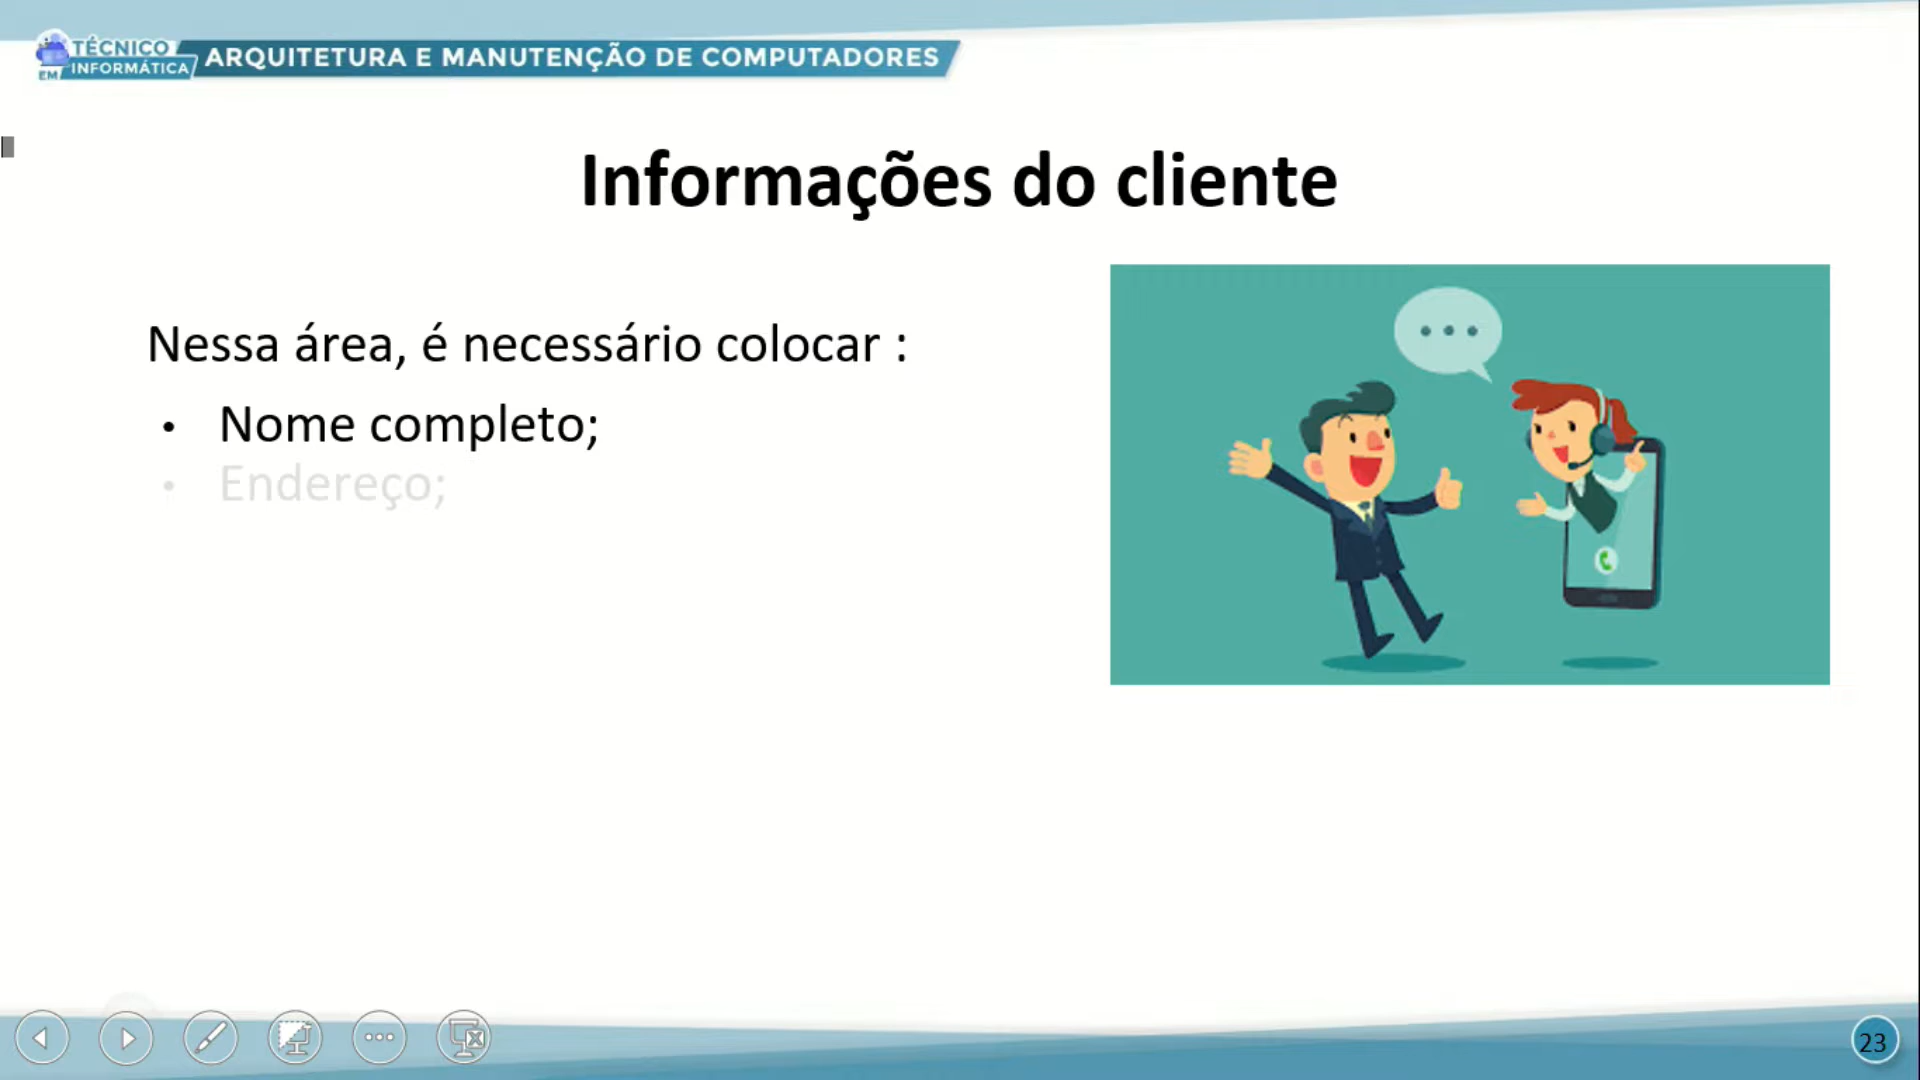 TÉCNICO
EM INFORMÁTICA
ARQUITETURA E MANUTENÇÃO DE COMPUTADORES
Informações do cliente
Nessa área, é necessário colocar :
• Nome completo;
• Endereço;
23